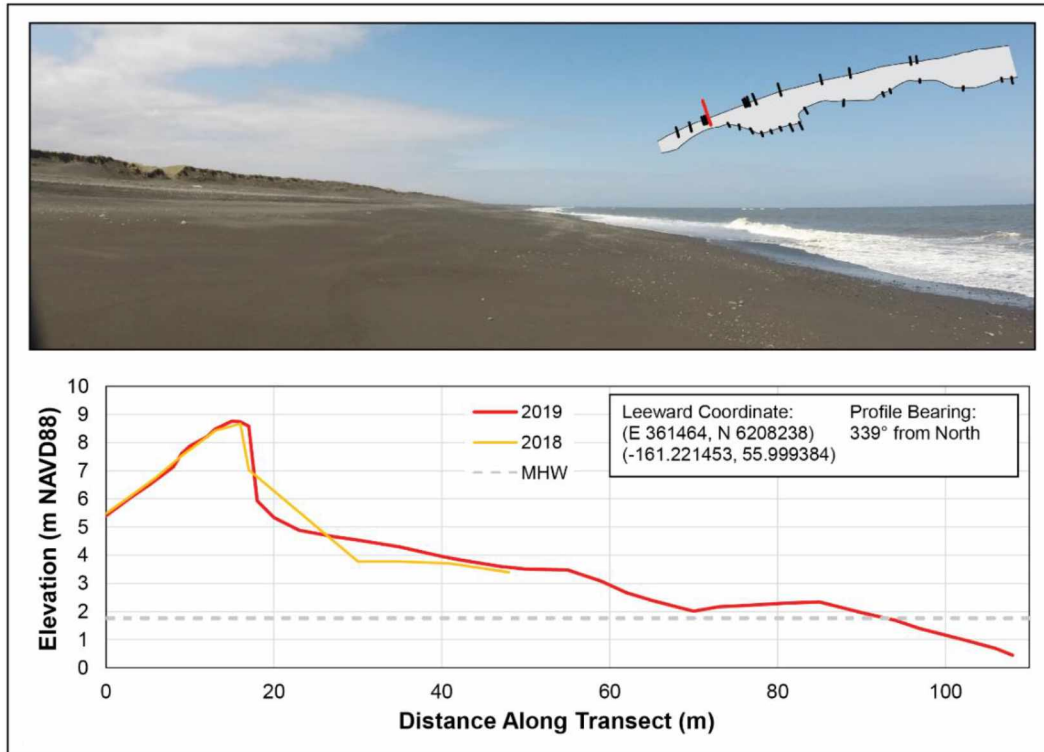 2019
2018
MHW
Leeward Coordinate:
(E 361464, N 6208238)
(-161.221453, 55.999384)
Profile Bearing:
339° from North
Elevation (m NAVD88)
10
9
8
7
6
5
4
3
2
1
0
0 20 40 60 80 100
Distance Along Transect (m)